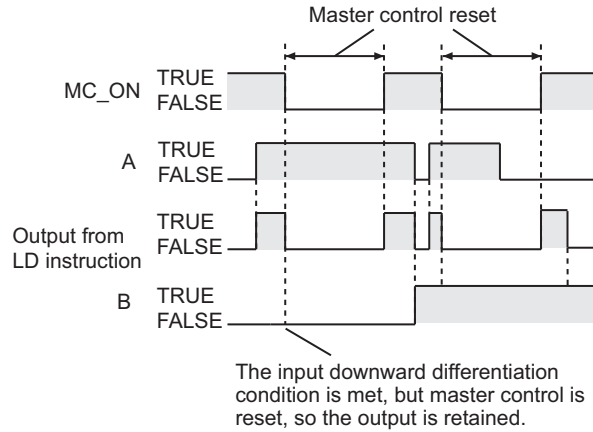 Master control reset
MC_ON
TRUE
FALSE
A
TRUE
FALSE
Output from
LD instruction
TRUE
FALSE
B
TRUE
FALSE
The input downward differentiation
condition is met, but master control is
reset, so the output is retained.